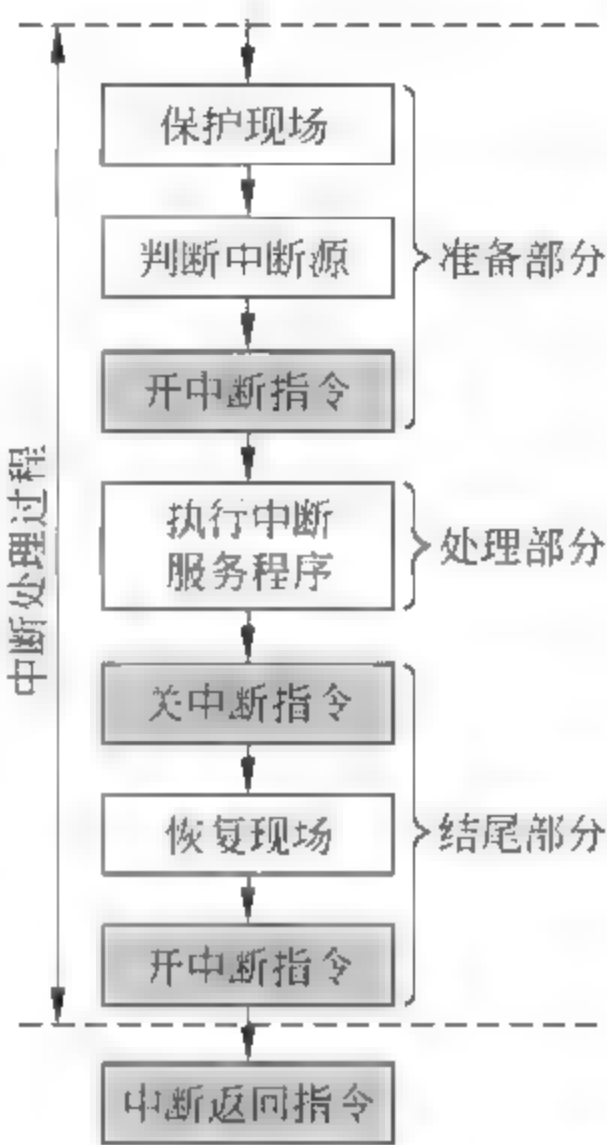 保护现场
判断中断源
开中断指令
准备部分
执行中断
服务程序
处理部分
关中断指令
恢复现场
开中断指令
结尾部分
中断处理过程
中断返回指令